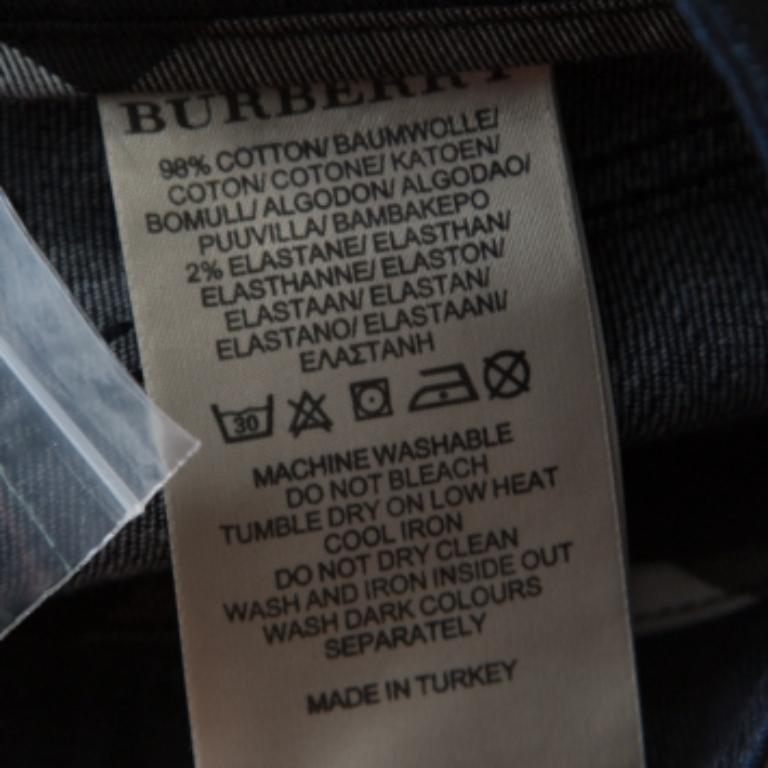 BURBERRY
98% COTTON/ BAUMWOLLE/
COTON/ COTONE/ KATOEN/
BOMULL/ ALGODON/ ALGODAO/
PUUVILLA/ BAMBAKEPO
2% ELASTANE/ ELASTHAN/
ELASTHANNE/ ELASTON/
ELASTAAN/ ELASTAN/
ELASTANO/ ELASTAANI/
ΕΛΑΣΤΑΝΗ
30
MACHINE WASHABLE
DO NOT BLEACH
TUMBLE DRY ON LOW HEAT
COOL IRON
DO NOT DRY CLEAN
WASH AND IRON INSIDE OUT
WASH DARK COLOURS
SEPARATELY
MADE IN TURKEY